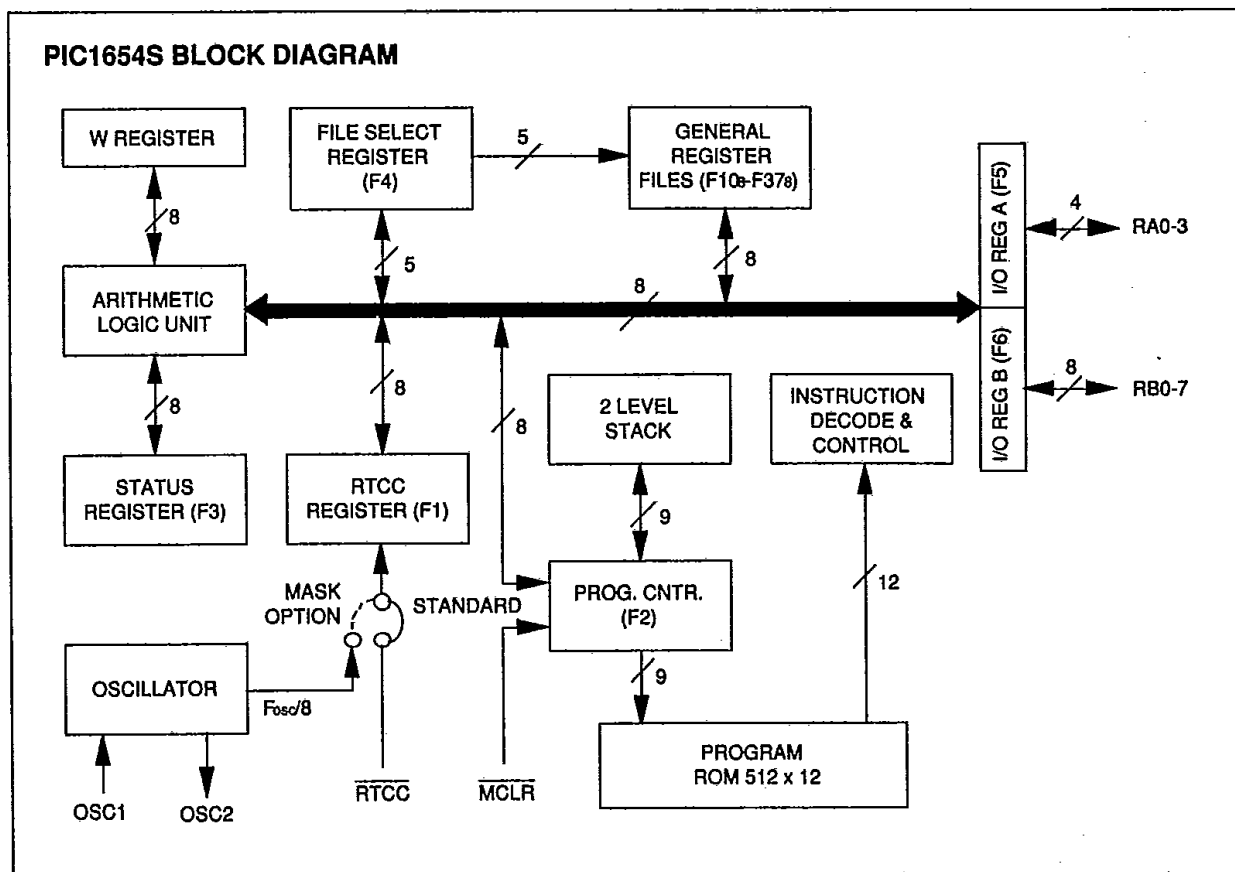 PIC1654S BLOCK DIAGRAM
W REGISTER
FILE SELECT
REGISTER
(F4)
5
GENERAL
REGISTER
FILES (F10₈-F37₈)
I/O REG A (F5)
4
RA0-3
8
5
8
ARITHMETIC
LOGIC UNIT
8
I/O REG B (F6)
8
RB0-7
8
8
8
2 LEVEL
STACK
INSTRUCTION
DECODE &
CONTROL
STATUS
REGISTER (F3)
RTCC
REGISTER (F1)
9
12
MASK
OPTION
STANDARD
PROG. CNTR.
(F2)
9
OSCILLATOR
Fosc/8
PROGRAM
ROM 512 x 12
OSC1
OSC2
R̅T̅C̅C̅
M̅C̅L̅R̅